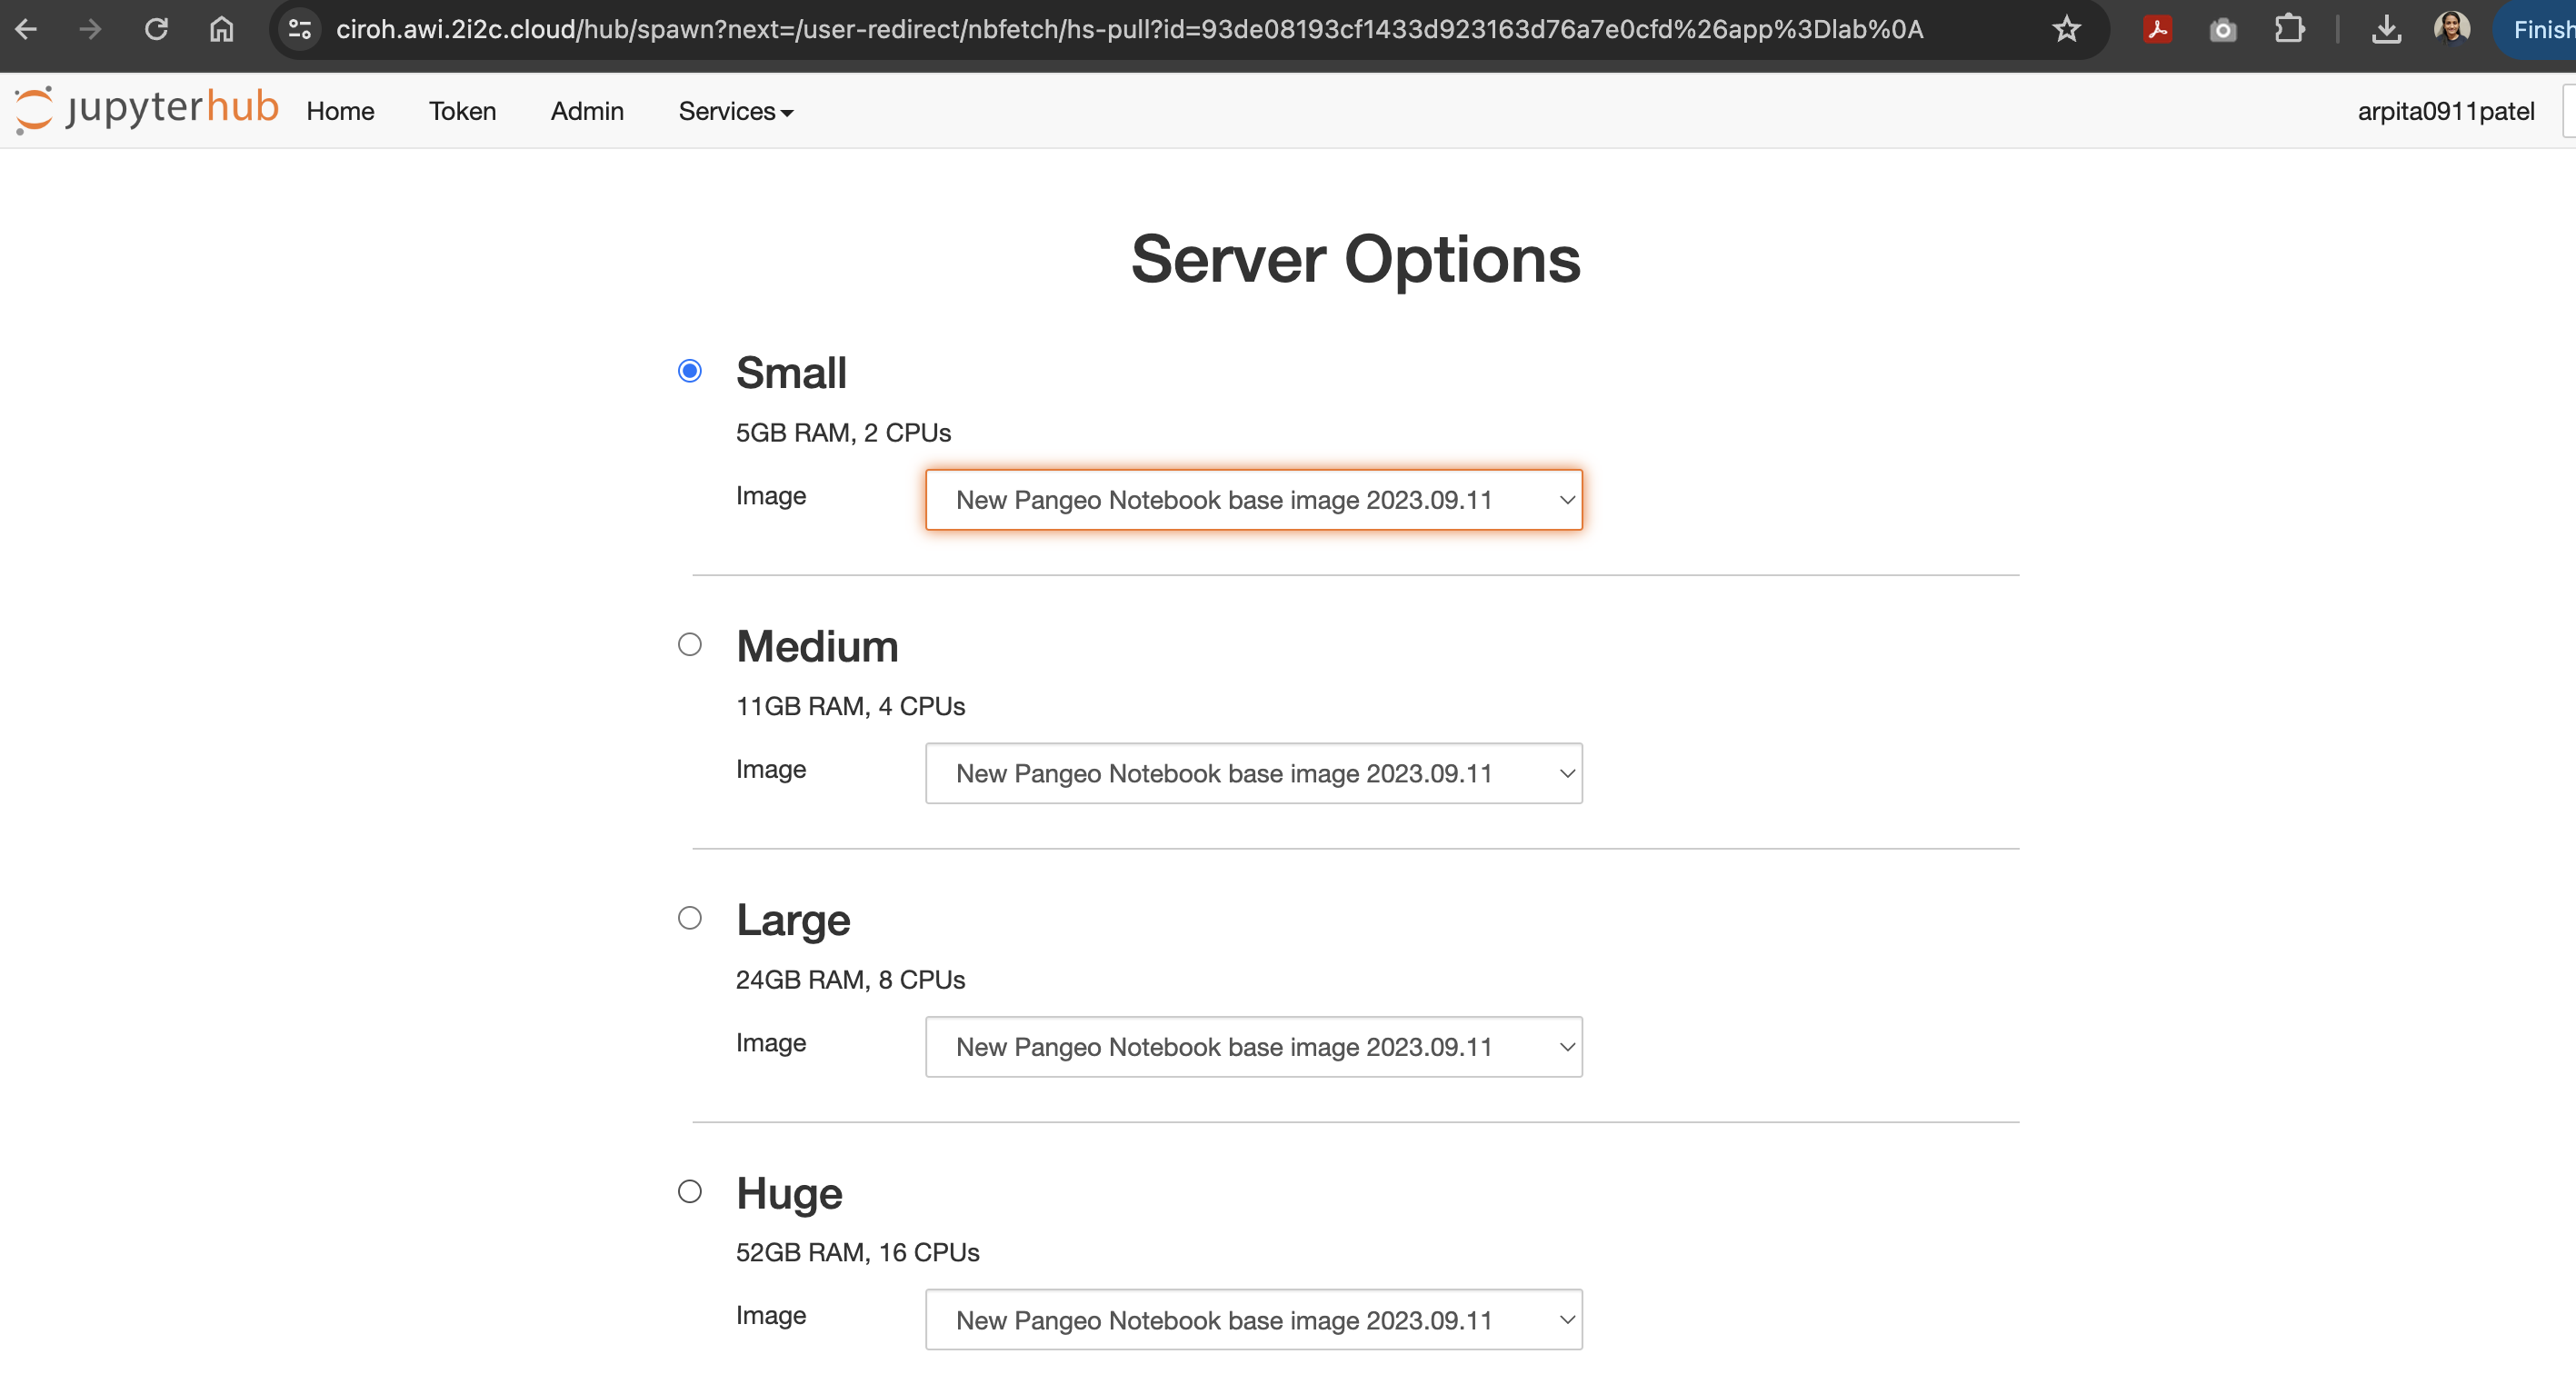 ciroh.awi.2i2c.cloud/hub/spawn?next=/user-redirect/nbfetch/hs-pull?id=93de08193cf1433d923163d76a7e0cfd%26app%3Dlab%0A
Finish
jupyterhub Home Token Admin Services arpita0911patel
Server Options
Small
5GB RAM, 2 CPUs
Image New Pangeo Notebook base image 2023.09.11
Medium
11GB RAM, 4 CPUs
Image New Pangeo Notebook base image 2023.09.11
Large
24GB RAM, 8 CPUs
Image New Pangeo Notebook base image 2023.09.11
Huge
52GB RAM, 16 CPUs
Image New Pangeo Notebook base image 2023.09.11